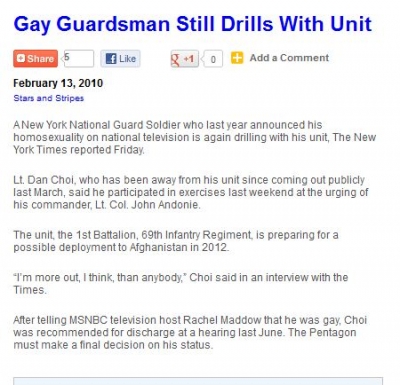 Gay Guardsman Still Drills With Unit
Share 5 Like +1 0 Add a Comment
February 13, 2010
Stars and Stripes
A New York National Guard Soldier who last year announced his
homosexuality on national television is again drilling with his unit, The New
York Times reported Friday.
Lt. Dan Choi, who has been away from his unit since coming out publicly
last March, said he participated in exercises last weekend at the urging of
his commander, Lt. Col. John Andonie.
The unit, the 1st Battalion, 69th Infantry Regiment, is preparing for a
possible deployment to Afghanistan in 2012.
“I’m more out, I think, than anybody,” Choi said in an interview with the
Times.
After telling MSNBC television host Rachel Maddow that he was gay, Choi
was recommended for discharge at a hearing last June. The Pentagon
must make a final decision on his status.